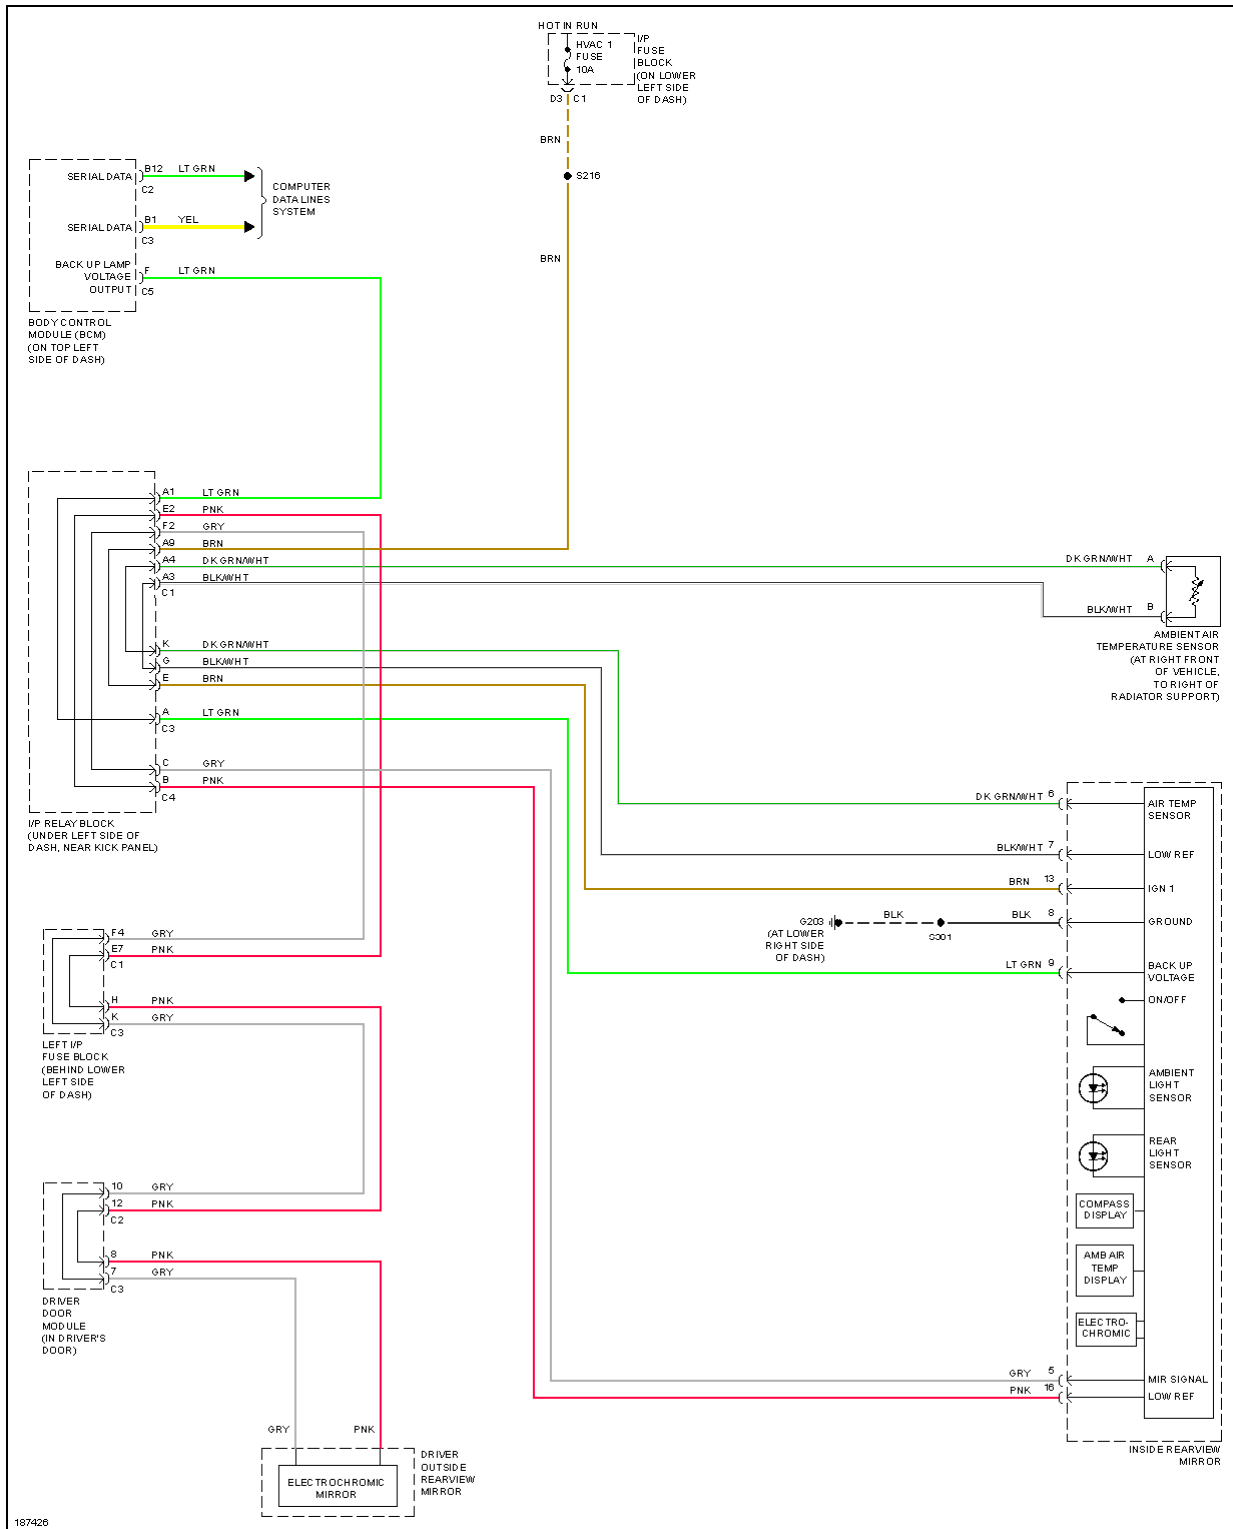 HOT IN RUN
HVAC 1
FUSE
10A
I/P
FUSE
BLOCK
(ON LOWER
LEFT SIDE
OF DASH)
D3 C1
BRN
S216
BRN
SERIAL DATA
B12 LT GRN
C2
SERIAL DATA
B1 YEL
C3
COMPUTER
DATA LINES
SYSTEM
BACK UP LAMP
VOLTAGE
OUTPUT
F LT GRN
C5
BODY CONTROL
MODULE (BCM)
(ON TOP LEFT
SIDE OF DASH)
A1 LT GRN
E2 PNK
F2 GRY
A9 BRN
A4 DK GRN/WHT
A3 BLK/WHT
C1
K DK GRN/WHT
G BLK/WHT
E BRN
A LT GRN
C3
C GRY
B PNK
C4
I/P RELAY BLOCK
(UNDER LEFT SIDE OF
DASH, NEAR KICK PANEL)
DK GRN/WHT A
BLK/WHT B
AMBIENT AIR
TEMPERATURE SENSOR
(AT RIGHT FRONT
OF VEHICLE,
TO RIGHT OF
RADIATOR SUPPORT)
DK GRN/WHT 6
AIR TEMP
SENSOR
BLK/WHT 7
LOW REF
BRN 13
IGN 1
G203
(AT LOWER
RIGHT SIDE
OF DASH)
BLK
S301
BLK 8
GROUND
LT GRN 9
BACK UP
VOLTAGE
ON/OFF
AMBIENT
LIGHT
SENSOR
REAR
LIGHT
SENSOR
COMPASS
DISPLAY
AMB AIR
TEMP
DISPLAY
ELECTRO-
CHROMIC
GRY 5
MIR SIGNAL
PNK 16
LOW REF
INSIDE REARVIEW
MIRROR
F4 GRY
E7 PNK
C1
H PNK
K GRY
C3
LEFT I/P
FUSE BLOCK
(BEHIND LOWER
LEFT SIDE
OF DASH)
10 GRY
12 PNK
C2
8 PNK
7 GRY
C3
DRIVER
DOOR
MODULE
(IN DRIVER'S
DOOR)
GRY PNK
ELECTROCHROMIC
MIRROR
DRIVER
OUTSIDE
REARVIEW
MIRROR
187426